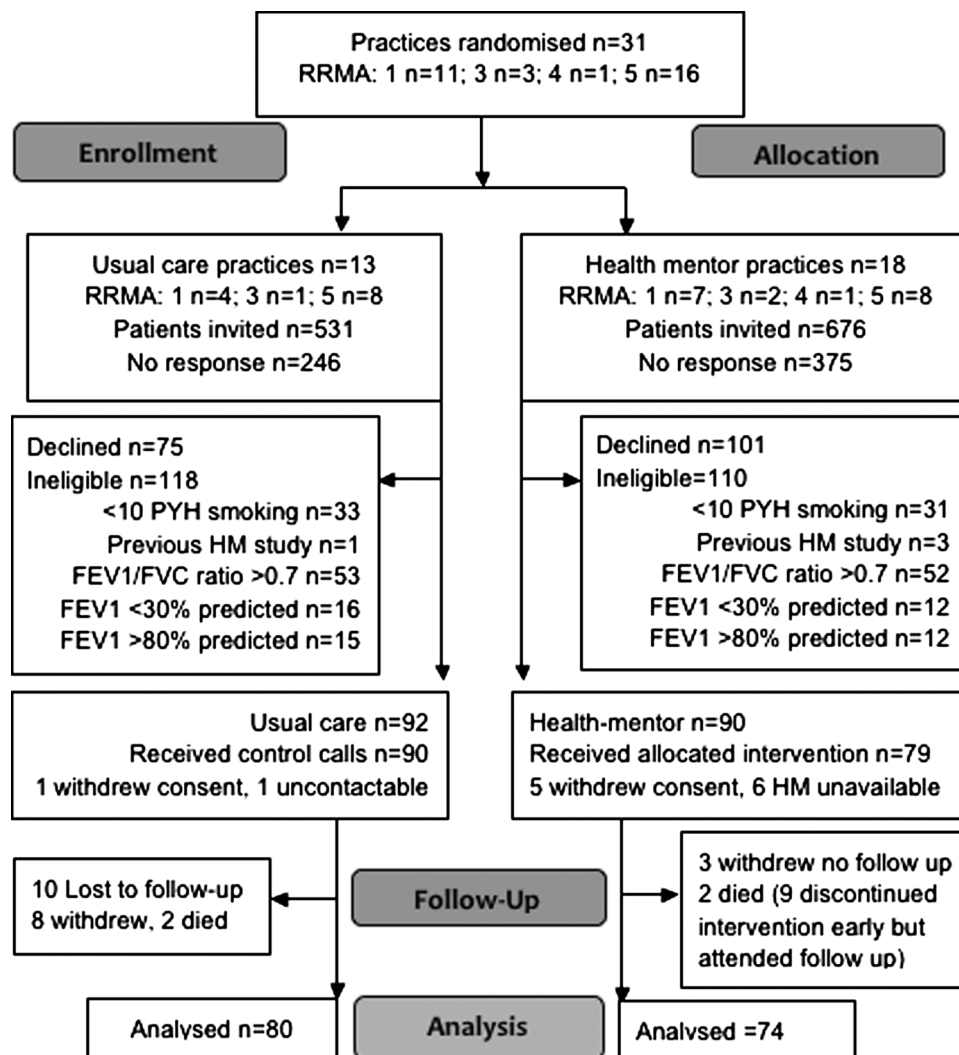 Practices randomised n=31
RRMA: 1 n=11; 3 n=3; 4 n=1; 5 n=16
Enrollment
Allocation
Usual care practices n=13
RRMA: 1 n=4; 3 n=1; 5 n=8
Patients invited n=531
No response n=246
Health mentor practices n=18
RRMA: 1 n=7; 3 n=2; 4 n=1; 5 n=8
Patients invited n=676
No response n=375
Declined n=75
Ineligible n=118
<10 PYH smoking n=33
Previous HM study n=1
FEV1/FVC ratio >0.7 n=53
FEV1 <30% predicted n=16
FEV1 >80% predicted n=15
Declined n=101
Ineligible=110
<10 PYH smoking n=31
Previous HM study n=3
FEV1/FVC ratio >0.7 n=52
FEV1 <30% predicted n=12
FEV1 >80% predicted n=12
Usual care n=92
Received control calls n=90
1 withdrew consent, 1 uncontactable
Health-mentor n=90
Received allocated intervention n=79
5 withdrew consent, 6 HM unavailable
10 Lost to follow-up
8 withdrew, 2 died
Follow-Up
3 withdrew no follow up
2 died (9 discontinued
intervention early but
attended follow up)
Analysed n=80
Analysis
Analysed =74